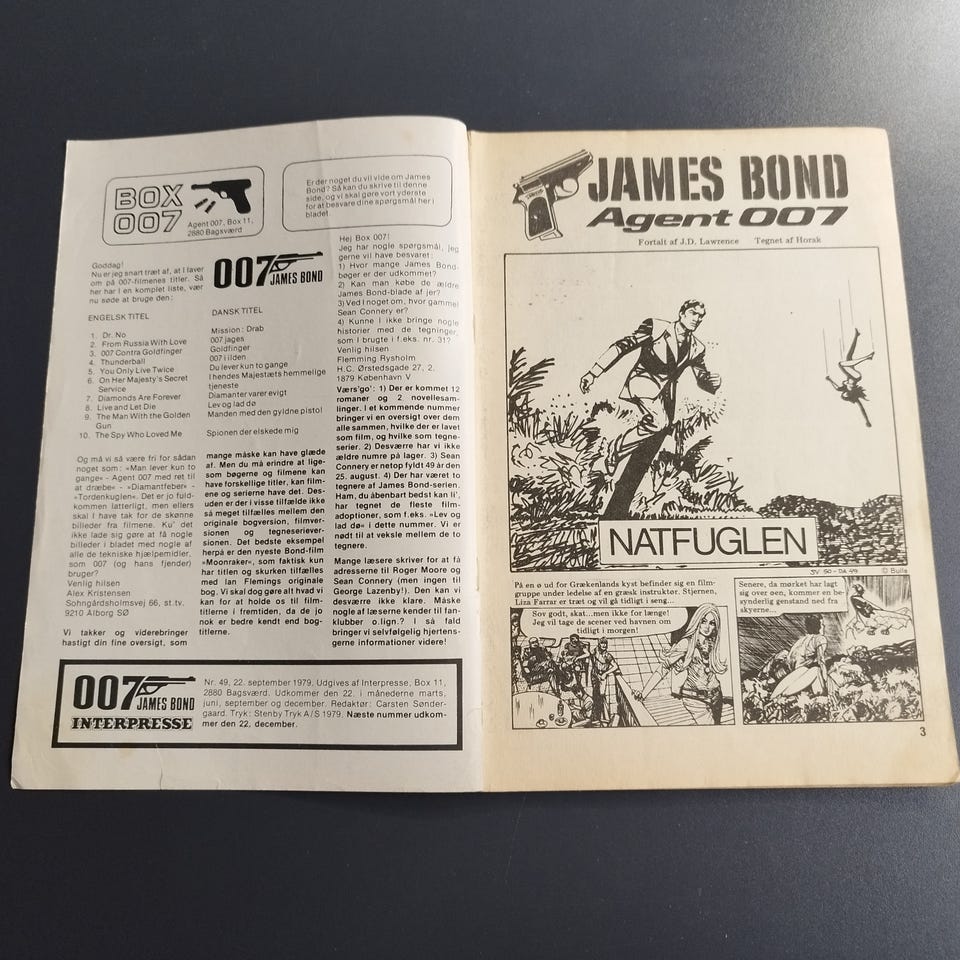 BOX
007
Agent 007, Box 11,
2880 Bagsværd
Er der noget du vil vide om James
Bond? Så kan du skrive til denne
side, og vi skal gøre vort yderste
for at besvare dine spørgsmål her i
bladet.
Goddag!
Nu er jeg snart træt af, at I laver
om på 007-filmenes titler. Så
her har I en komplet liste, vær
nu søde at bruge den:
007 JAMES BOND
ENGELSK TITEL
DANSK TITEL
1. Dr. No
2. From Russia With Love
3. 007 Contra Goldfinger
4. Thunderball
5. You Only Live Twice
6. On Her Majesty's Secret
Service
7. Diamonds Are Forever
8. Live and Let Die
9. The Man With the Golden
Gun
10. The Spy Who Loved Me
Mission: Drab
007 jages
Goldfinger
007 i ilden
Du lever kun to gange
I hendes Majestæts hemmelige
tjeneste
Diamanter varer evigt
Lev og lad dø
Manden med den gyldne pistol
Spionen der elskede mig
Og må vi så være fri for sådan
noget som: »Man lever kun to
gange« - Agent 007 med ret til
at dræbe« - »Diamantfeber« -
»Tordenkuglen«. Det er jo fuld-
kommen latterligt, men ellers
skal I have tak for de skønne
billeder fra filmene. Ku' det
ikke lade sig gøre at få nogle
billeder i bladet med nogle af
alle de tekniske hjælpemidler,
som 007 (og hans fjender)
bruger?
Venlig hilsen
Alex Kristensen
Sohngårdsholmsvej 66, st.tv.
9210 Ålborg SØ
Vi takker og viderebringer
hastigt din fine oversigt, som
mange måske kan have glæde
af. Men du må erindre at lige-
som bøgerne og filmene kan
have forskellige titler, kan film-
ene og serierne have det. Des-
uden er der i visse tilfælde ikke
så meget tilfælles mellem den
originale bogversion, filmver-
sionen og tegneseriever-
sionen. Det bedste eksempel
herpå er den nyeste Bond-film
»Moonraker«, som faktisk kun
har titlen og skurken tilfælles
med Ian Flemings originale
bog. Vi skal dog gøre alt hvad vi
kan for at holde os til film-
titlerne i fremtiden, da de jo
nok er bedre kendt end bog-
titlerne.
Hej Box 007!
Jeg har nogle spørgsmål, jeg
gerne vil have besvaret:
1) Hvor mange James Bond-
bøger er der udkommet?
2) Kan man købe de ældre
James Bond-blade af jer?
3) Ved I noget om, hvor gammel
Sean Connery er?
4) Kunne I ikke bringe nogle
historier med de tegninger,
som I brugte i f.eks. nr. 31?
Venlig hilsen
Flemming Rysholm
H.C. Ørstedsgade 27, 2.
1879 København V
Værs'go': 1) Der er kommet 12
romaner og 2 novellesam-
linger. I et kommende nummer
bringer vi en oversigt over dem
alle sammen, hvilke der er lavet
som film, og hvilke som tegne-
serier. 2) Desværre har vi ikke
ældre numre på lager. 3) Sean
Connery er netop fyldt 49 år den
25. august. 4) Der har været to
tegnere af James Bond-serien.
Ham, du åbenbart bedst kan li',
har tegnet de fleste film-
adoptioner, som f.eks. »Lev og
lad dø« i dette nummer. Vi er
nødt til at veksle mellem de to
tegnere.
Mange læsere skriver for at få
adresserne til Roger Moore og
Sean Connery (men ingen til
George Lazenby!). Den kan vi
desværre ikke klare. Måske
nogle af læserne kender til fan-
klubber o.lign.? I så fald
bringer vi selvfølgelig hjertens-
gerne informationer videre!
007 JAMES BOND
INTERPRESSE
Nr. 49, 22. september 1979. Udgives af Interpresse, Box 11,
2880 Bagsværd. Udkommer den 22. i månederne marts,
juni, september og december. Redaktør: Carsten Sønder-
gaard. Tryk: Stenby Tryk A/S 1979. Næste nummer udkom-
mer den 22. december.
JAMES BOND
Agent 007
Fortalt af J.D. Lawrence Tegnet af Horak
NATFUGLEN
SV 50 - DA 49 © Bulls
På en ø ud for Grækenlands kyst befinder sig en film-
gruppe under ledelse af en græsk instruktør. Stjernen,
Liza Farrar er træt og vil gå tidligt i seng...
Sov godt, skat...men ikke for længe!
Jeg vil tage de scener ved havnen om
tidligt i morgen!
Senere, da mørket har lagt
sig over øen, kommer en be-
synderlig genstand ned fra
skyerne...
3